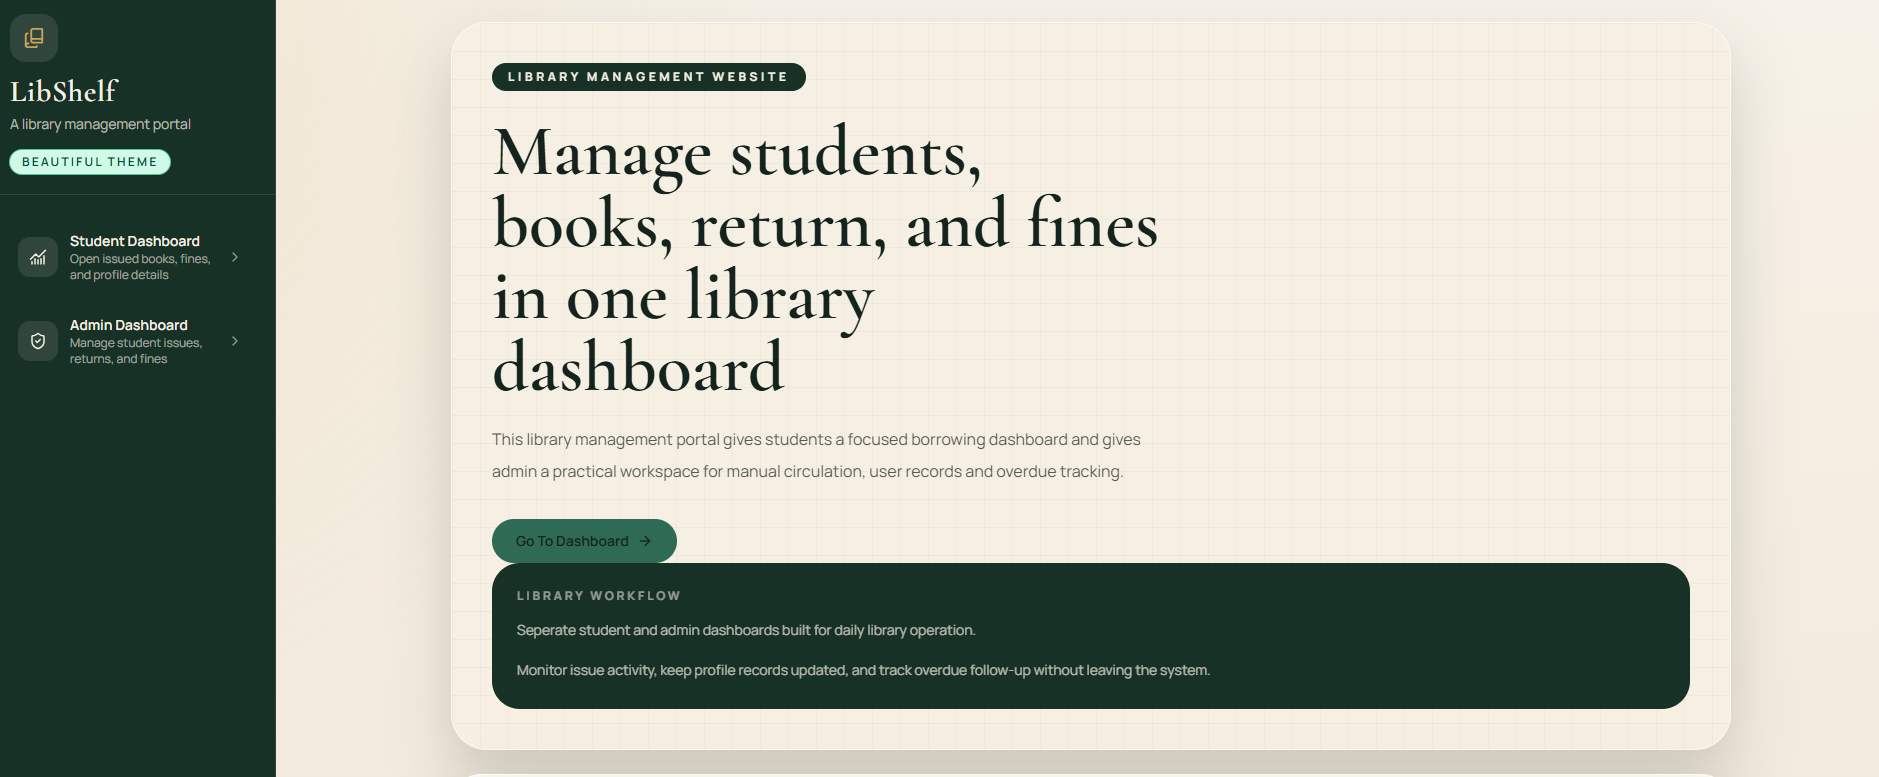 LibShelf
A library management portal
BEAUTIFUL THEME
Student Dashboard
Open issued books, fines,
and profile details
Admin Dashboard
Manage student issues,
returns, and fines
LIBRARY MANAGEMENT WEBSITE
Manage students,
books, return, and fines
in one library
dashboard
This library management portal gives students a focused borrowing dashboard and gives
admin a practical workspace for manual circulation, user records and overdue tracking.
Go To Dashboard
LIBRARY WORKFLOW
Seperate student and admin dashboards built for daily library operation.
Monitor issue activity, keep profile records updated, and track overdue follow-up without leaving the system.